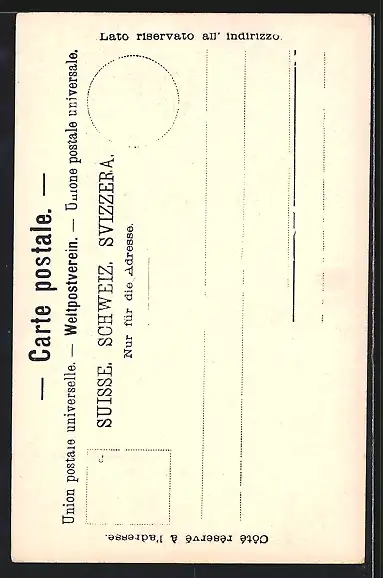 — Carte postale. —
Union postale universelle. — Weltpostverein. — Unione postale universale.
SUISSE. SCHWEIZ. SVIZZERA.
Nur für die Adresse.
Côté réservé à l'adresse.
Lato riservato all' indirizzo.